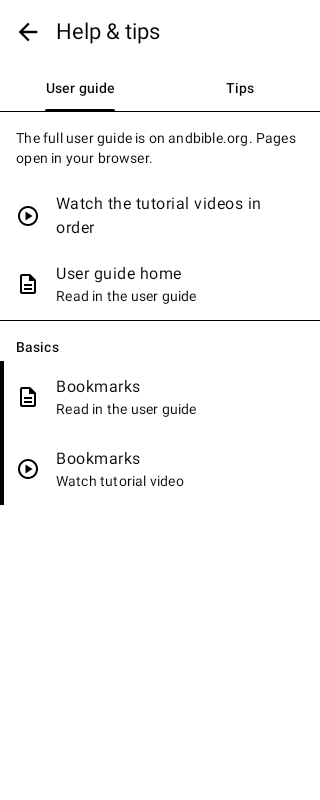 Help & tips
User guide
Tips
The full user guide is on andbible.org. Pages
open in your browser.
Watch the tutorial videos in
order
User guide home
Read in the user guide
Basics
Bookmarks
Read in the user guide
Bookmarks
Watch tutorial video